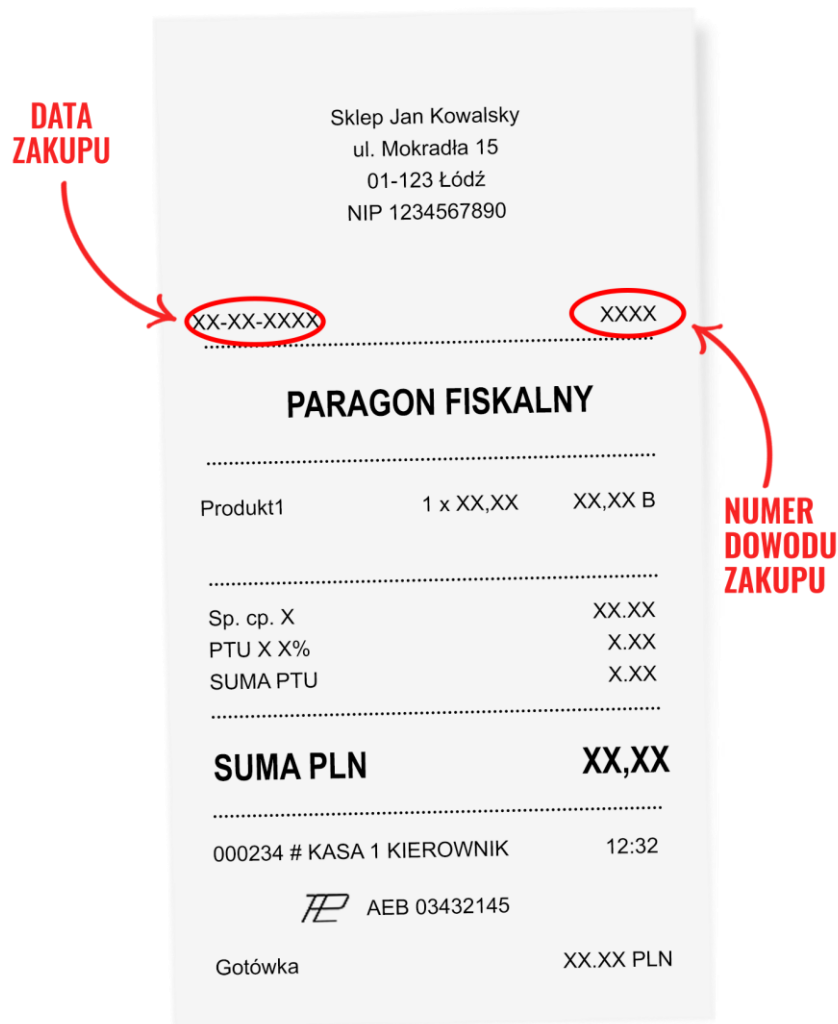 DATA
ZAKUPU
Sklep Jan Kowalsky
ul. Mokradła 15
01-123 Łódź
NIP 1234567890
XX-XX-XXXX XXXX
PARAGON FISKALNY
Produkt1 1 x XX,XX XX,XX B
NUMER
DOWODU
ZAKUPU
Sp. cp. X XX.XX
PTU X X% X.XX
SUMA PTU X.XX
SUMA PLN XX,XX
000234 # KASA 1 KIEROWNIK 12:32
AEB 03432145
Gotówka XX.XX PLN